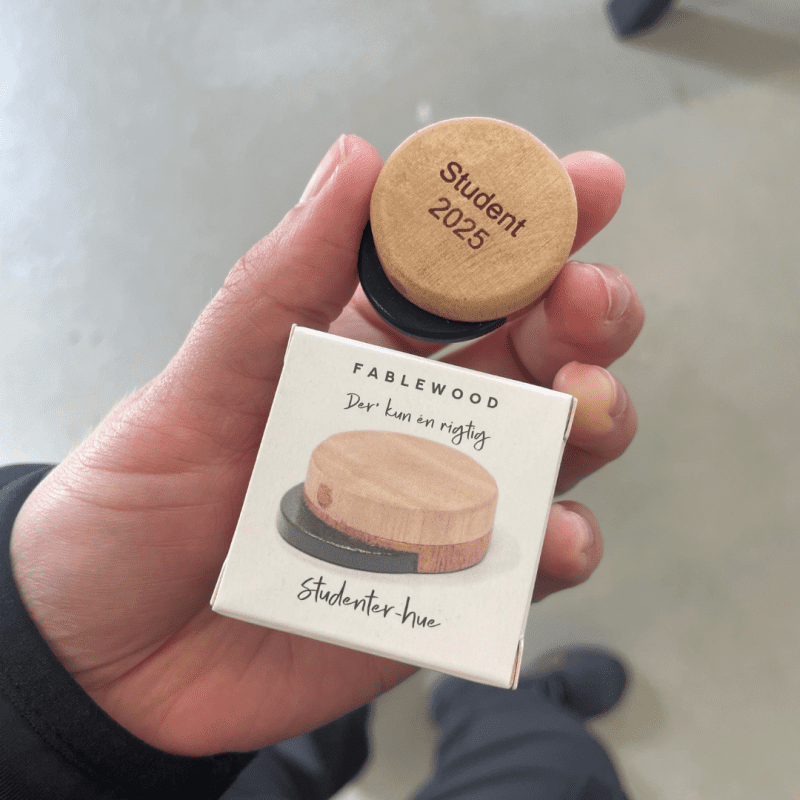 Student
2025
FABLEWOOD
Der' kun én rigtig
Studenter-hue